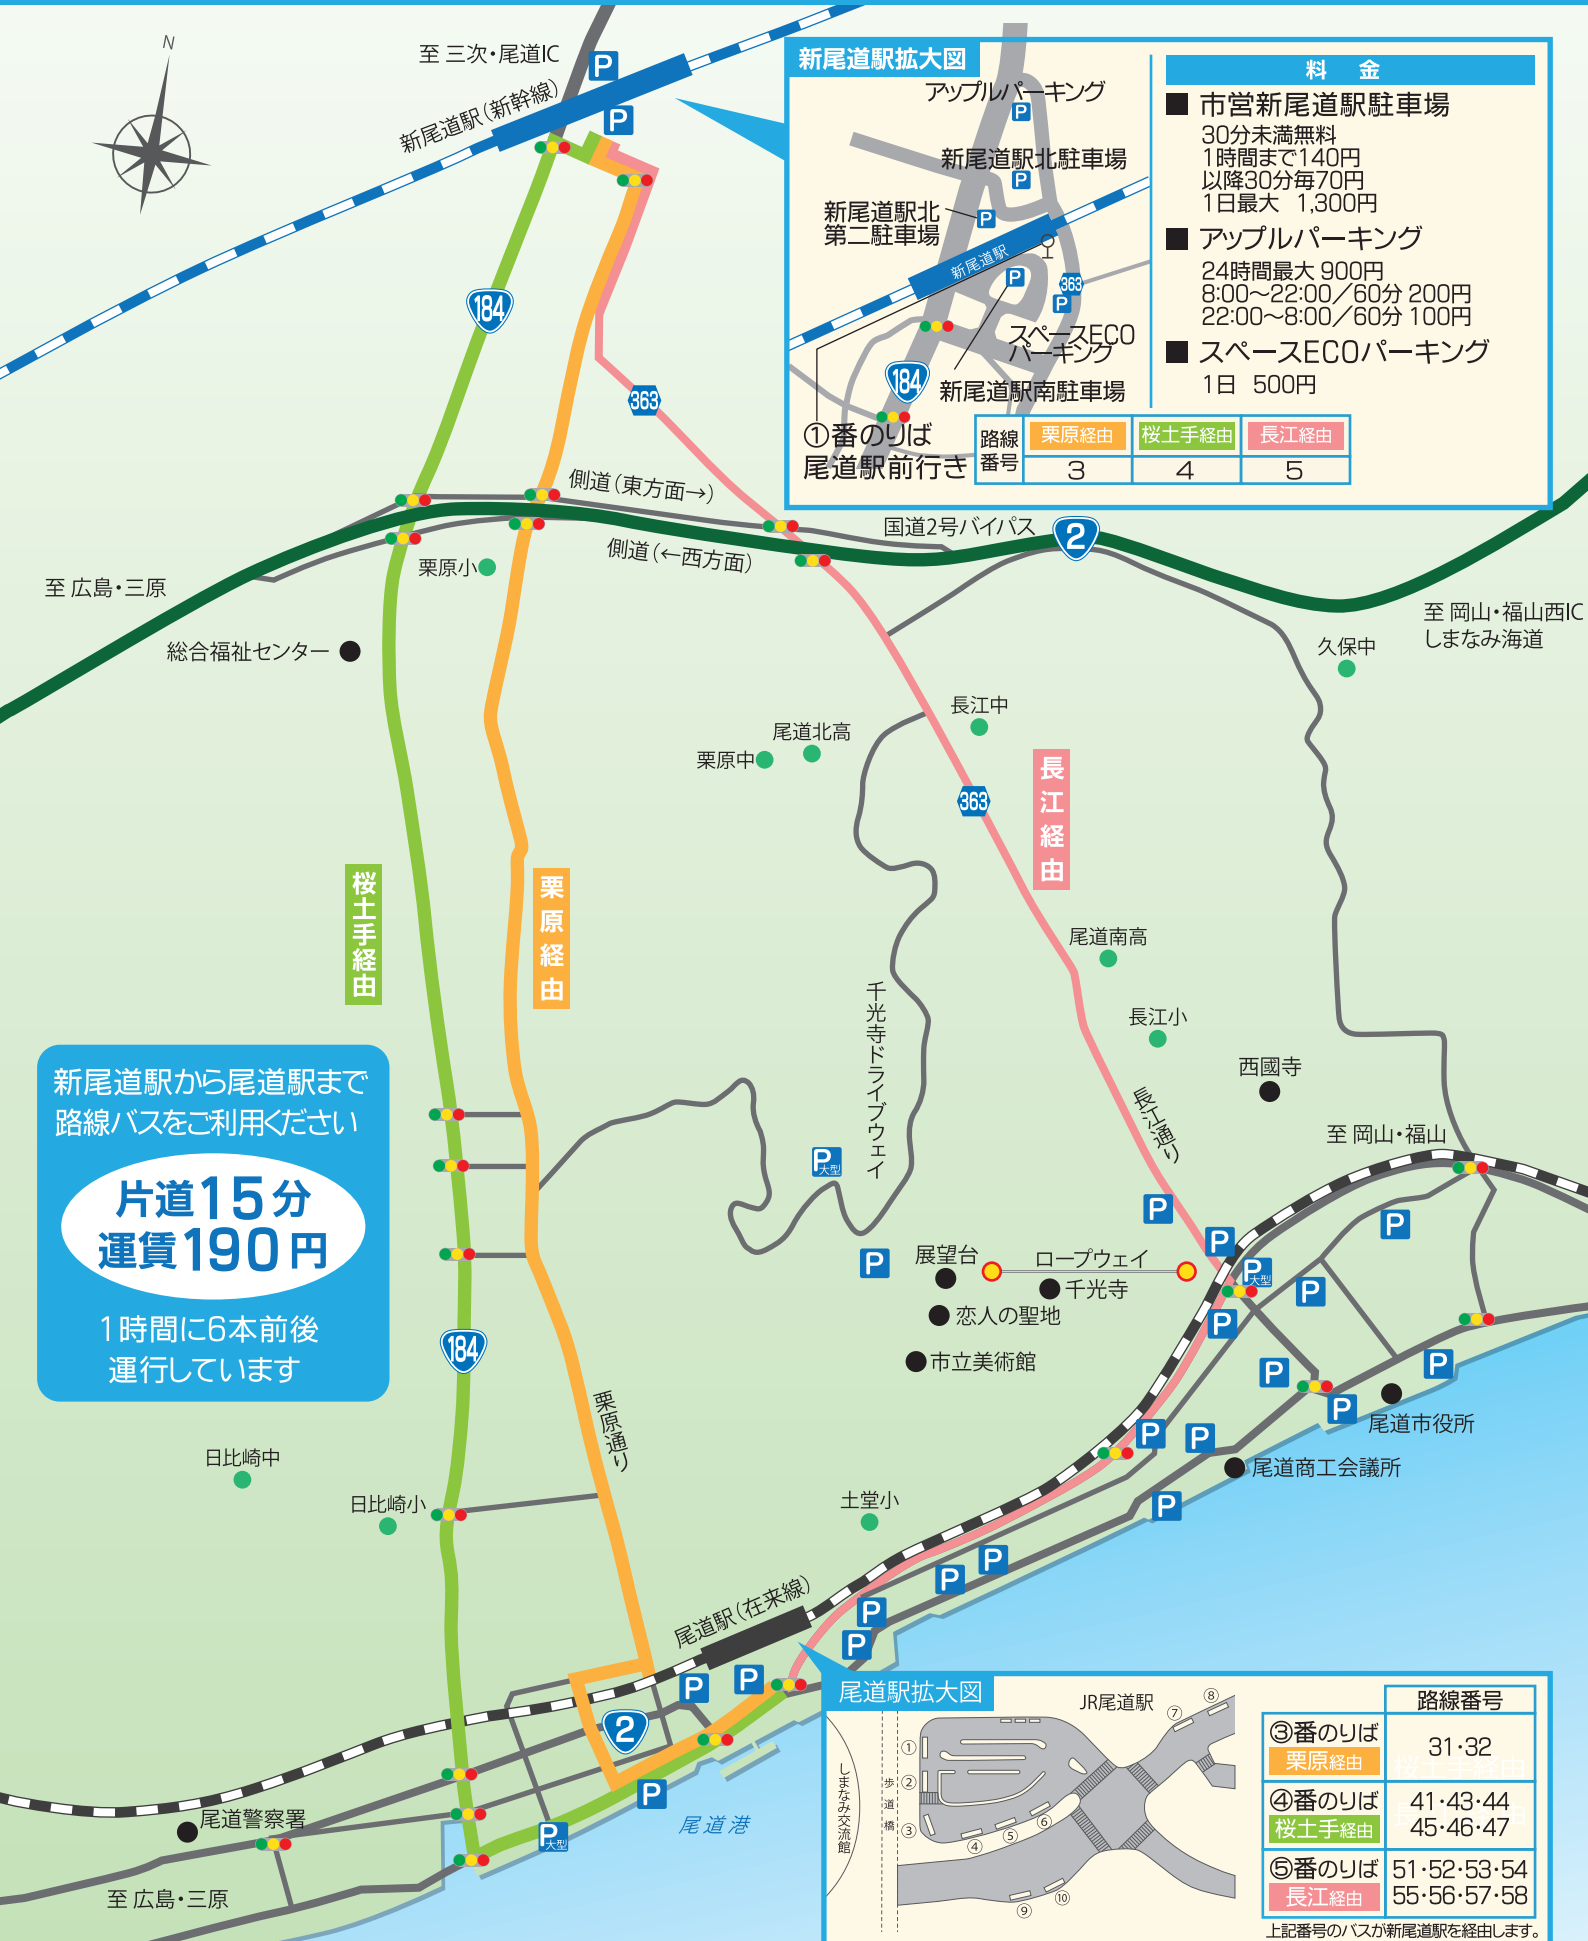 N
至 三次・尾道IC
P
新尾道駅（新幹線）
P
184
363
新尾道駅拡大図
アップルパーキング
P
新尾道駅北駐車場
P
新尾道駅北
第二駐車場
P
新尾道駅
P
363
P
スペースECO
パーキング
184
新尾道駅南駐車場
①番のりば
尾道駅前行き
料 金
■ 市営新尾道駅駐車場
30分未満無料
1時間まで140円
以降30分毎70円
1日最大 1,300円
■ アップルパーキング
24時間最大 900円
8:00〜22:00／60分 200円
22:00〜8:00／60分 100円
■ スペースECOパーキング
1日 500円
路線番号 栗原経由 桜土手経由 長江経由
3 4 5
側道（東方面→）
国道2号バイパス
2
側道（←西方面）
栗原小
至 広島・三原
至 岡山・福山西IC
しまなみ海道
総合福祉センター
久保中
長江中
尾道北高
栗原中
363
長江経由
桜土手経由
栗原経由
尾道南高
千光寺ドライブウェイ
長江小
西國寺
長江通り
至 岡山・福山
新尾道駅から尾道駅まで
路線バスをご利用ください
片道15分
運賃190円
1時間に6本前後
運行しています
P大型
P
P
P
P
P大型
P
展望台
ロープウェイ
千光寺
恋人の聖地
市立美術館
P
184
P
P
P
尾道市役所
栗原通り
P
P
尾道商工会議所
日比崎中
日比崎小
土堂小
P
P
P
尾道駅（在来線）
P
P
P
P
2
P
尾道港
尾道警察署
P大型
至 広島・三原
尾道駅拡大図
JR尾道駅
しまなみ交流館
歩道橋
①
②
③
④
⑤
⑥
⑦
⑧
⑨
⑩
路線番号
③番のりば
栗原経由
31・32
④番のりば
桜土手経由
41・43・44
45・46・47
⑤番のりば
長江経由
51・52・53・54
55・56・57・58
上記番号のバスが新尾道駅を経由します。